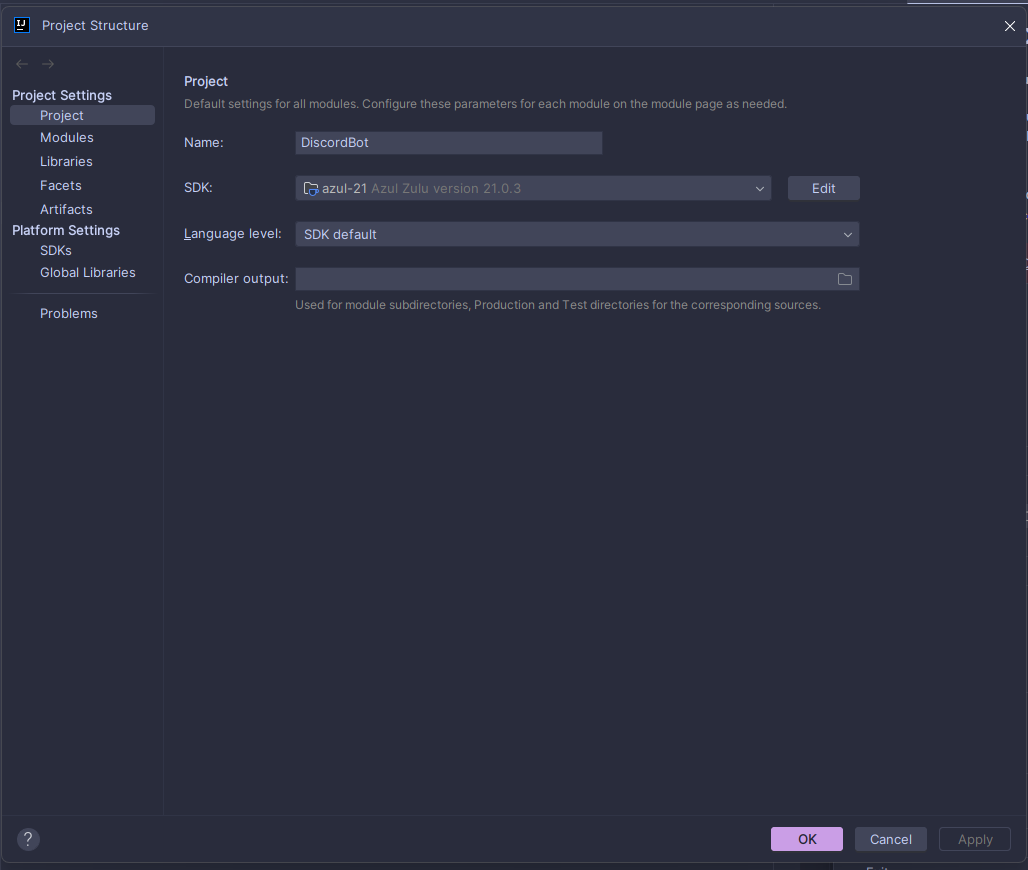 IJ
Project Structure
Project Settings
Project
Modules
Libraries
Facets
Artifacts
Platform Settings
SDKs
Global Libraries
Problems
Project
Default settings for all modules. Configure these parameters for each module on the module page as needed.
Name: DiscordBot
SDK: azul-21 Azul Zulu version 21.0.3 Edit
Language level: SDK default
Compiler output:
Used for module subdirectories, Production and Test directories for the corresponding sources.
? OK Cancel Apply